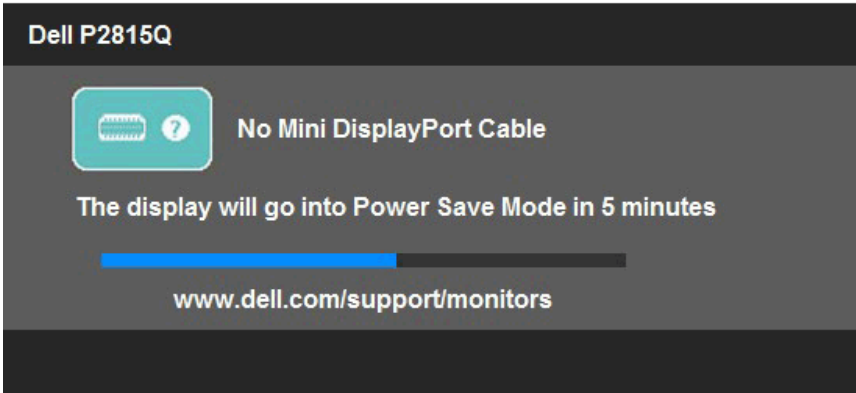 Dell P2815Q
? No Mini DisplayPort Cable
The display will go into Power Save Mode in 5 minutes
www.dell.com/support/monitors